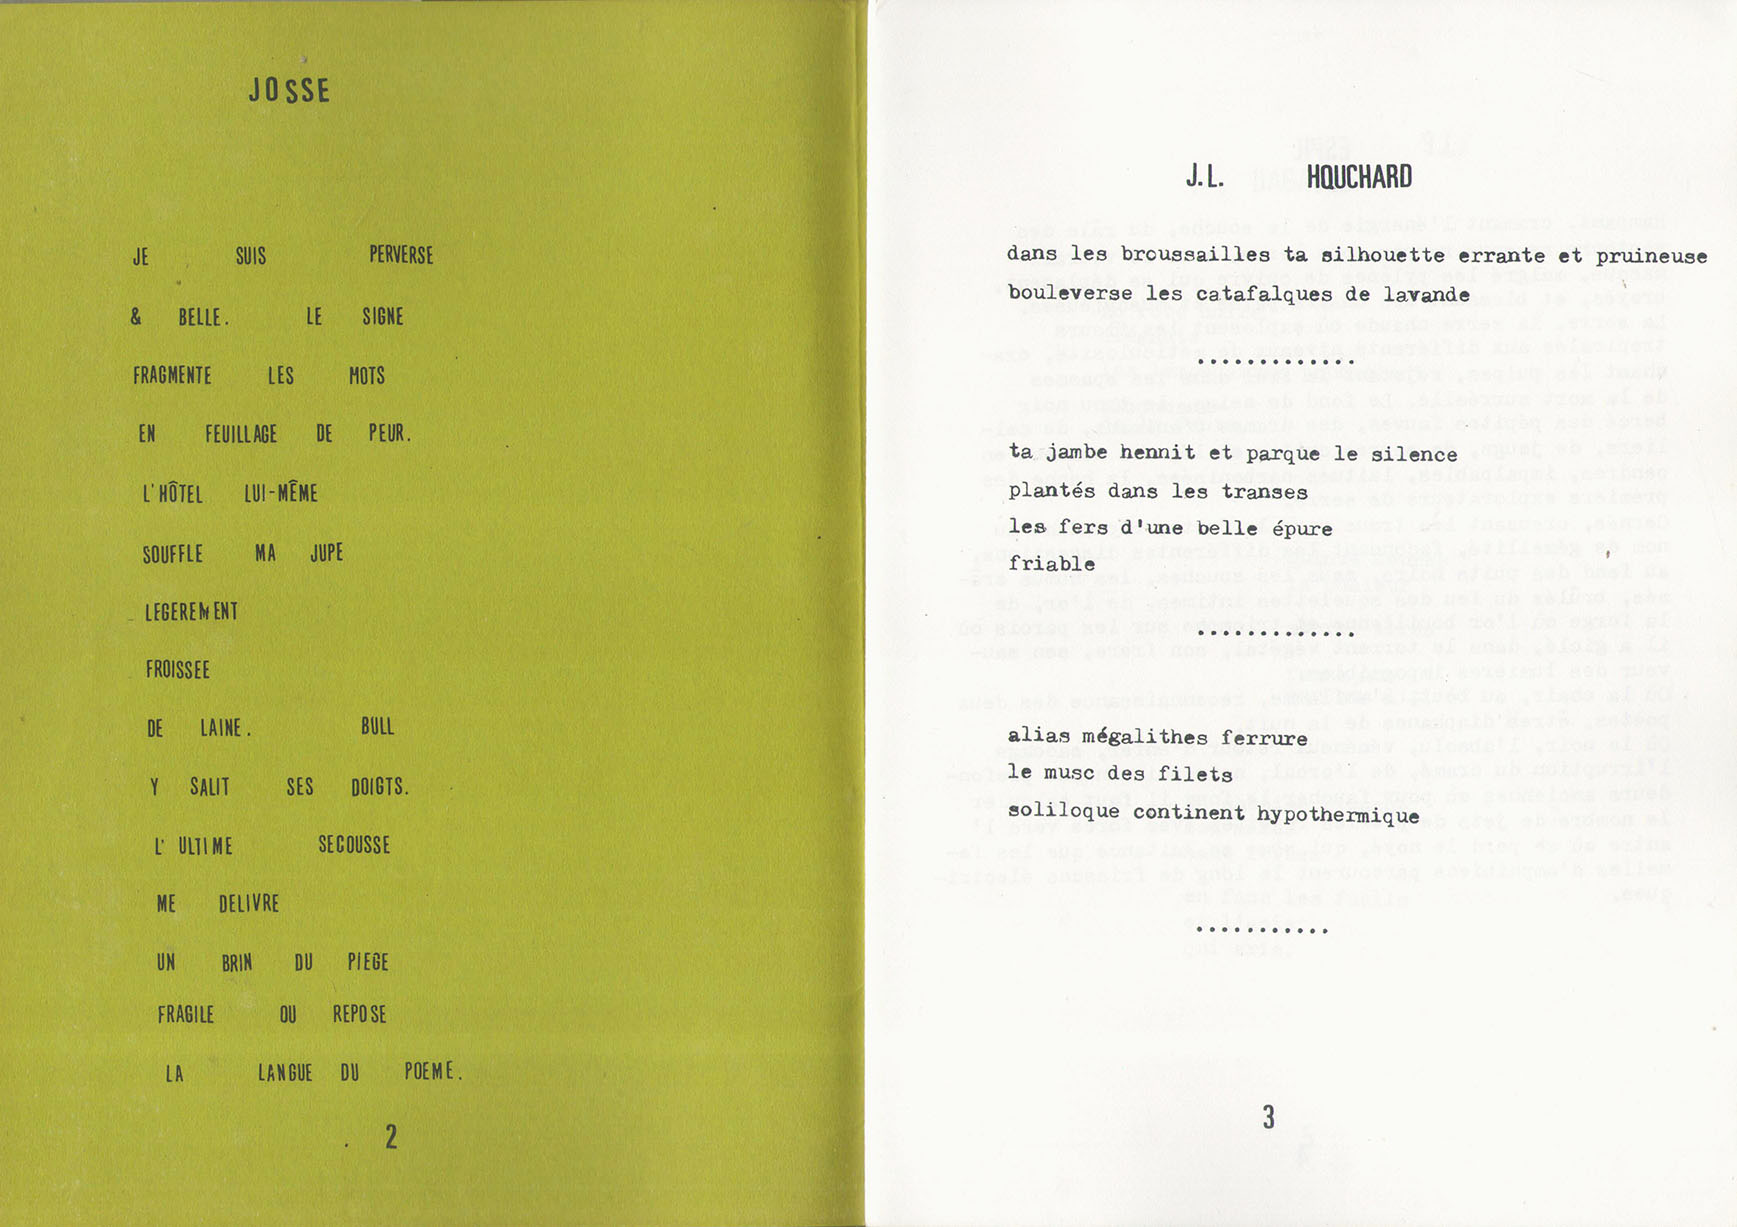 JOSSE
JE SUIS PERVERSE
& BELLE. LE SIGNE
FRAGMENTE LES MOTS
EN FEUILLAGE DE PEUR.
L'HÔTEL LUI-MÊME
SOUFFLE MA JUPE
LEGEREMENT
FROISSEE
DE LAINE. BULL
Y SALIT SES DOIGTS.
L'ULTIME SECOUSSE
ME DELIVRE
UN BRIN DU PIEGE
FRAGILE OU REPOSE
LA LANGUE DU POEME.
2
J.L. HOUCHARD
dans les broussailles ta silhouette errante et pruineuse
bouleverse les catafalques de lavande
.............
ta jambe hennit et parque le silence
plantés dans les transes
les fers d'une belle épure
friable
.............
alias mégalithes ferrure
le musc des filets
soliloque continent hypothermique
...........
3